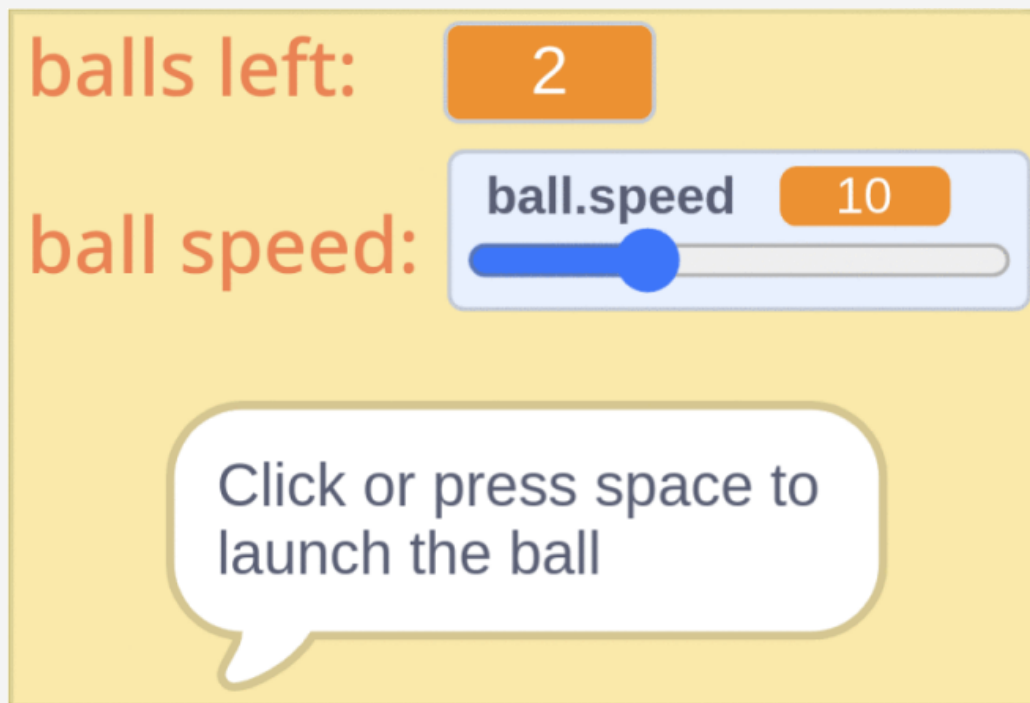 balls left: 2
ball.speed 10
ball speed:
Click or press space to
launch the ball